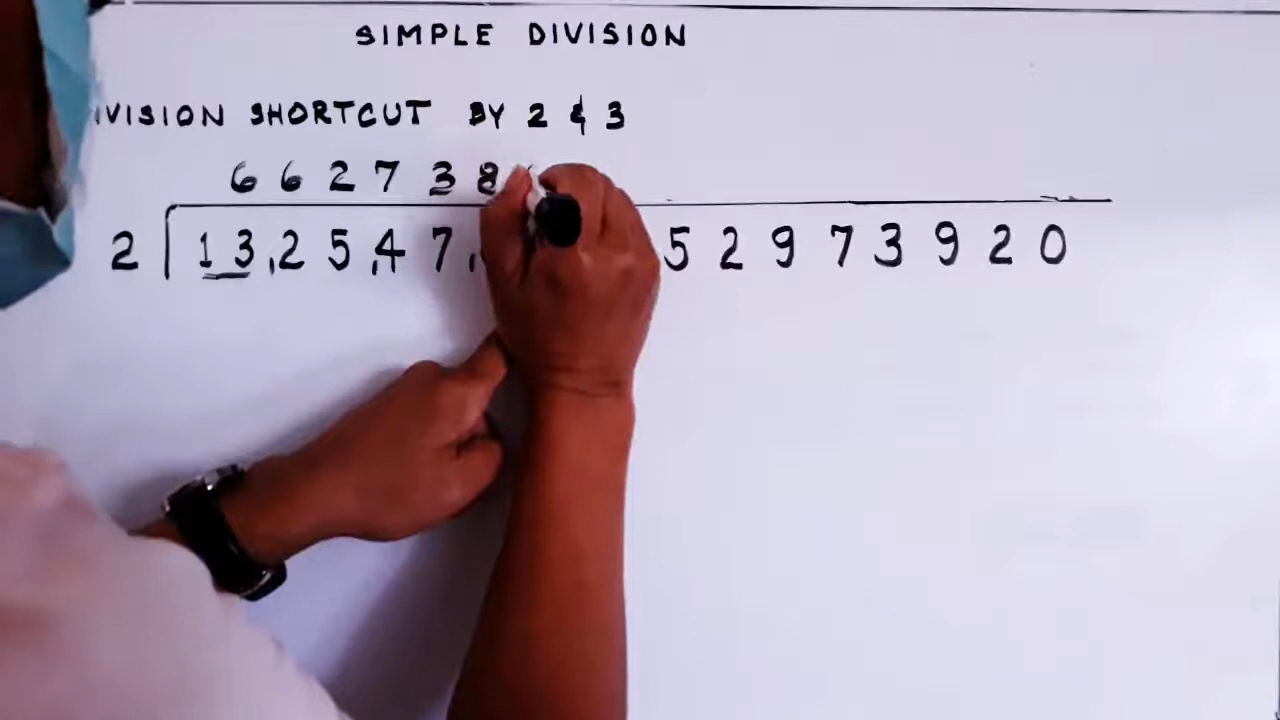 SIMPLE DIVISION
IVISION SHORTCUT BY 2 & 3
6 6 2 7 3 8
2 1 3 , 2 5 , 4 7 , 5 2 9 7 3 9 2 0